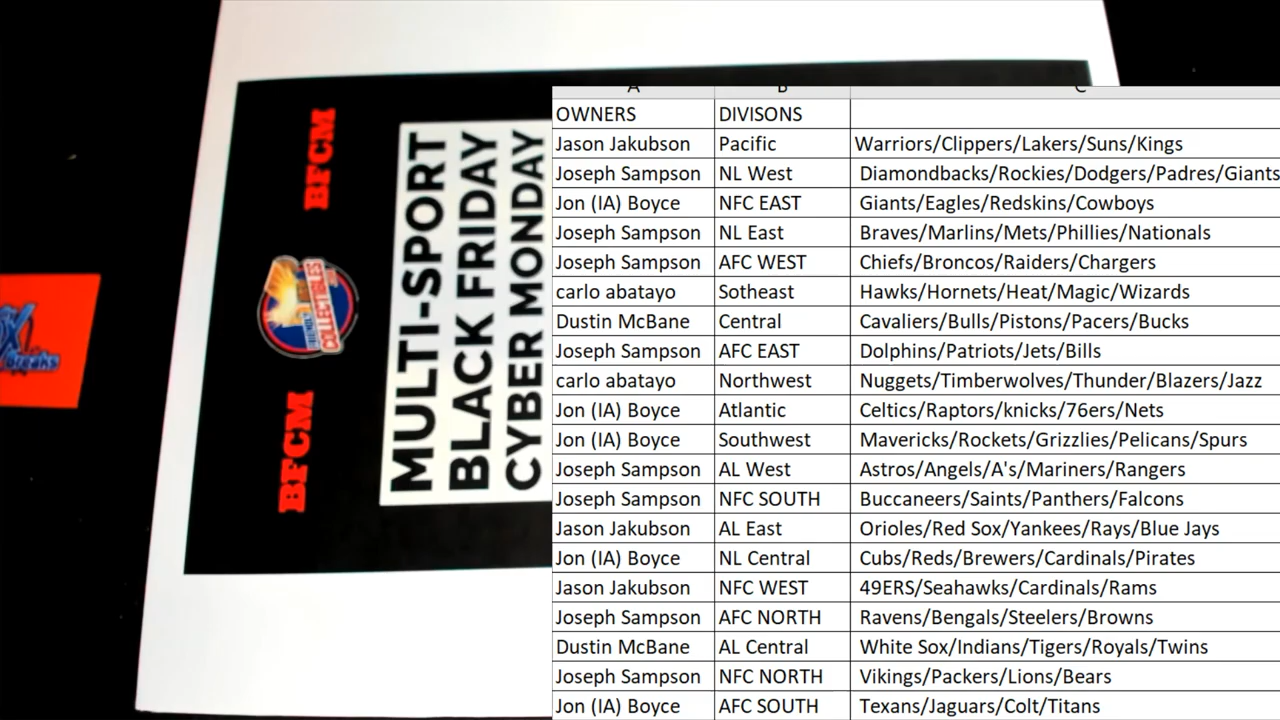 BFCM
BFCM
COLLECTIBLES
MULTI-SPORT
BLACK FRIDAY
CYBER MONDAY
Breaks
A B C
OWNERS DIVISONS
Jason Jakubson Pacific Warriors/Clippers/Lakers/Suns/Kings
Joseph Sampson NL West Diamondbacks/Rockies/Dodgers/Padres/Giants
Jon (IA) Boyce NFC EAST Giants/Eagles/Redskins/Cowboys
Joseph Sampson NL East Braves/Marlins/Mets/Phillies/Nationals
Joseph Sampson AFC WEST Chiefs/Broncos/Raiders/Chargers
carlo abatayo Sotheast Hawks/Hornets/Heat/Magic/Wizards
Dustin McBane Central Cavaliers/Bulls/Pistons/Pacers/Bucks
Joseph Sampson AFC EAST Dolphins/Patriots/Jets/Bills
carlo abatayo Northwest Nuggets/Timberwolves/Thunder/Blazers/Jazz
Jon (IA) Boyce Atlantic Celtics/Raptors/knicks/76ers/Nets
Jon (IA) Boyce Southwest Mavericks/Rockets/Grizzlies/Pelicans/Spurs
Joseph Sampson AL West Astros/Angels/A's/Mariners/Rangers
Joseph Sampson NFC SOUTH Buccaneers/Saints/Panthers/Falcons
Jason Jakubson AL East Orioles/Red Sox/Yankees/Rays/Blue Jays
Jon (IA) Boyce NL Central Cubs/Reds/Brewers/Cardinals/Pirates
Jason Jakubson NFC WEST 49ERS/Seahawks/Cardinals/Rams
Joseph Sampson AFC NORTH Ravens/Bengals/Steelers/Browns
Dustin McBane AL Central White Sox/Indians/Tigers/Royals/Twins
Joseph Sampson NFC NORTH Vikings/Packers/Lions/Bears
Jon (IA) Boyce AFC SOUTH Texans/Jaguars/Colt/Titans